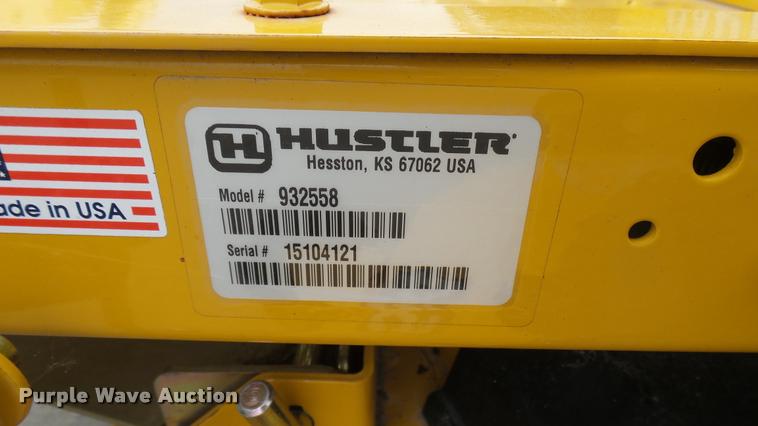 H HUSTLER
Hesston, KS 67062 USA
Model # 932558
Serial # 15104121
ade in USA
Purple Wave Auction